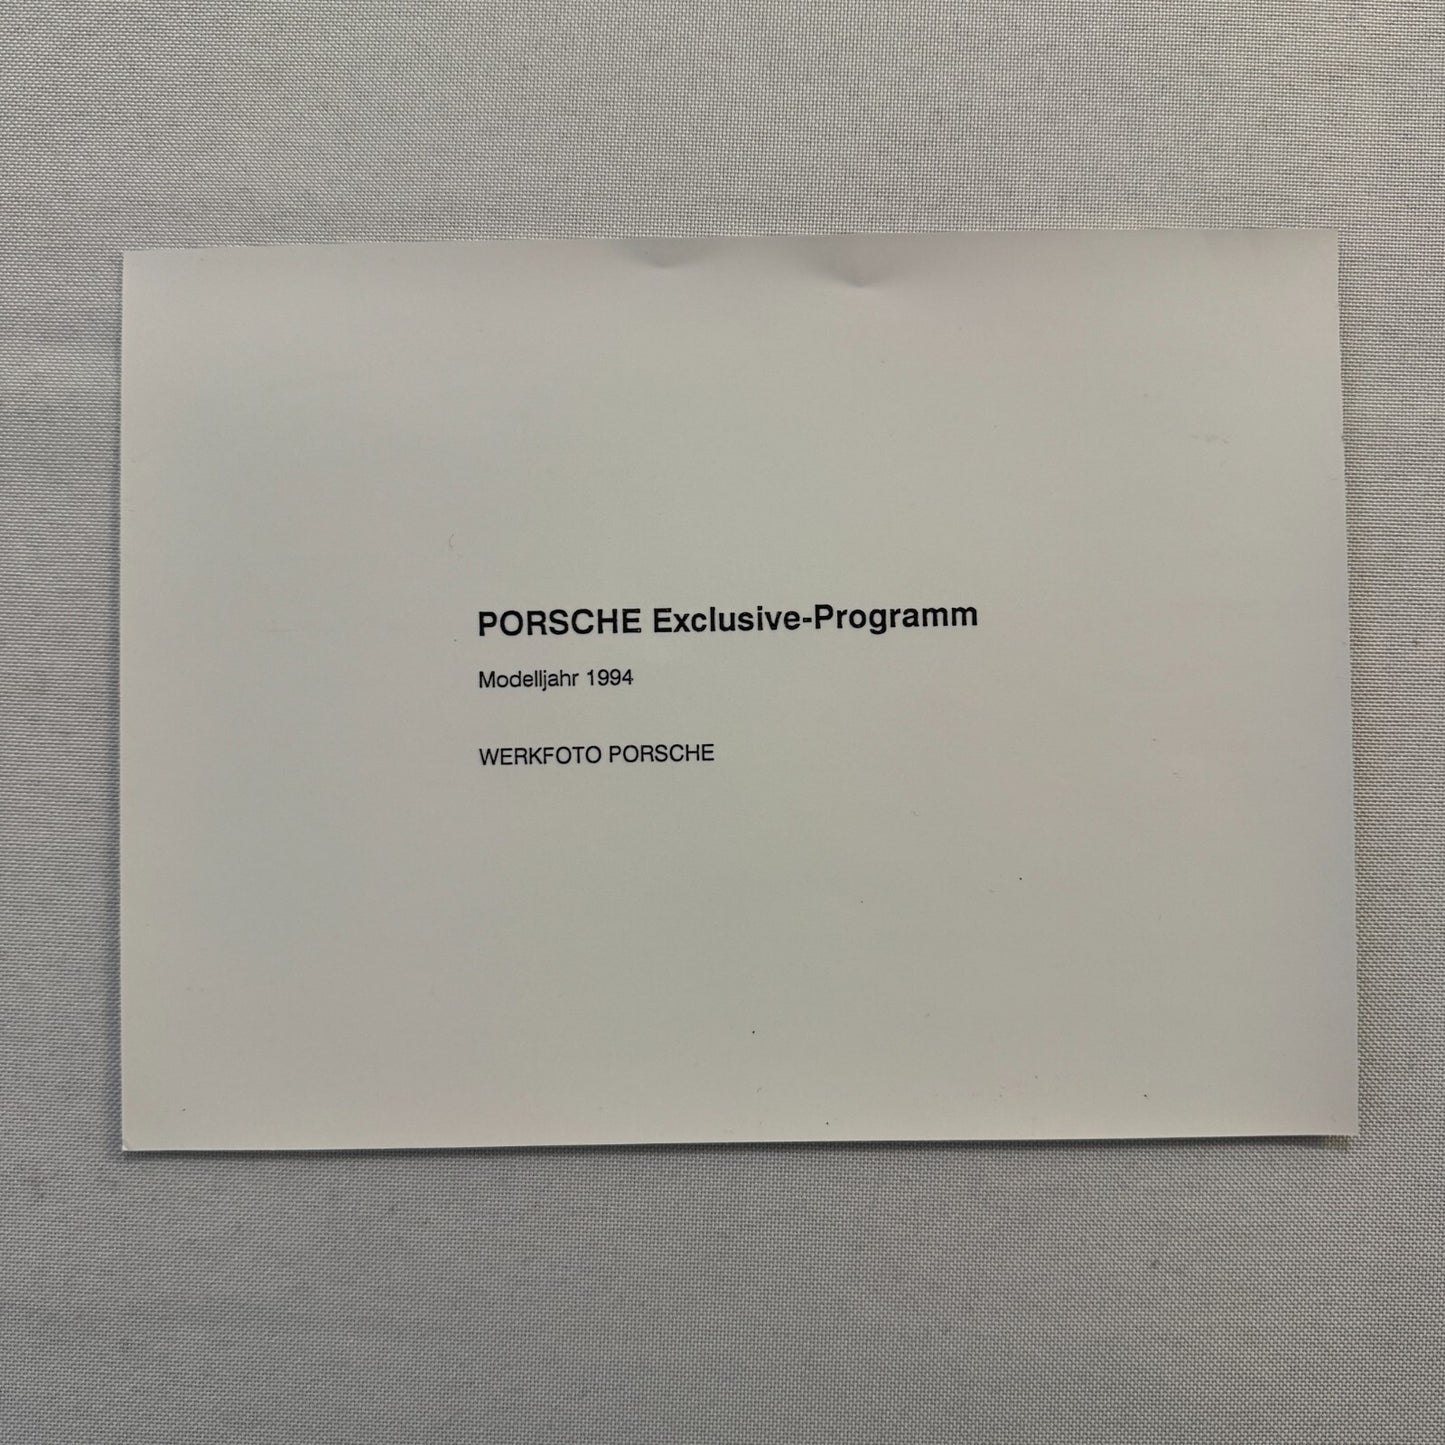 PORSCHE Exclusive-Programm
Modelljahr 1994
WERKFOTO PORSCHE